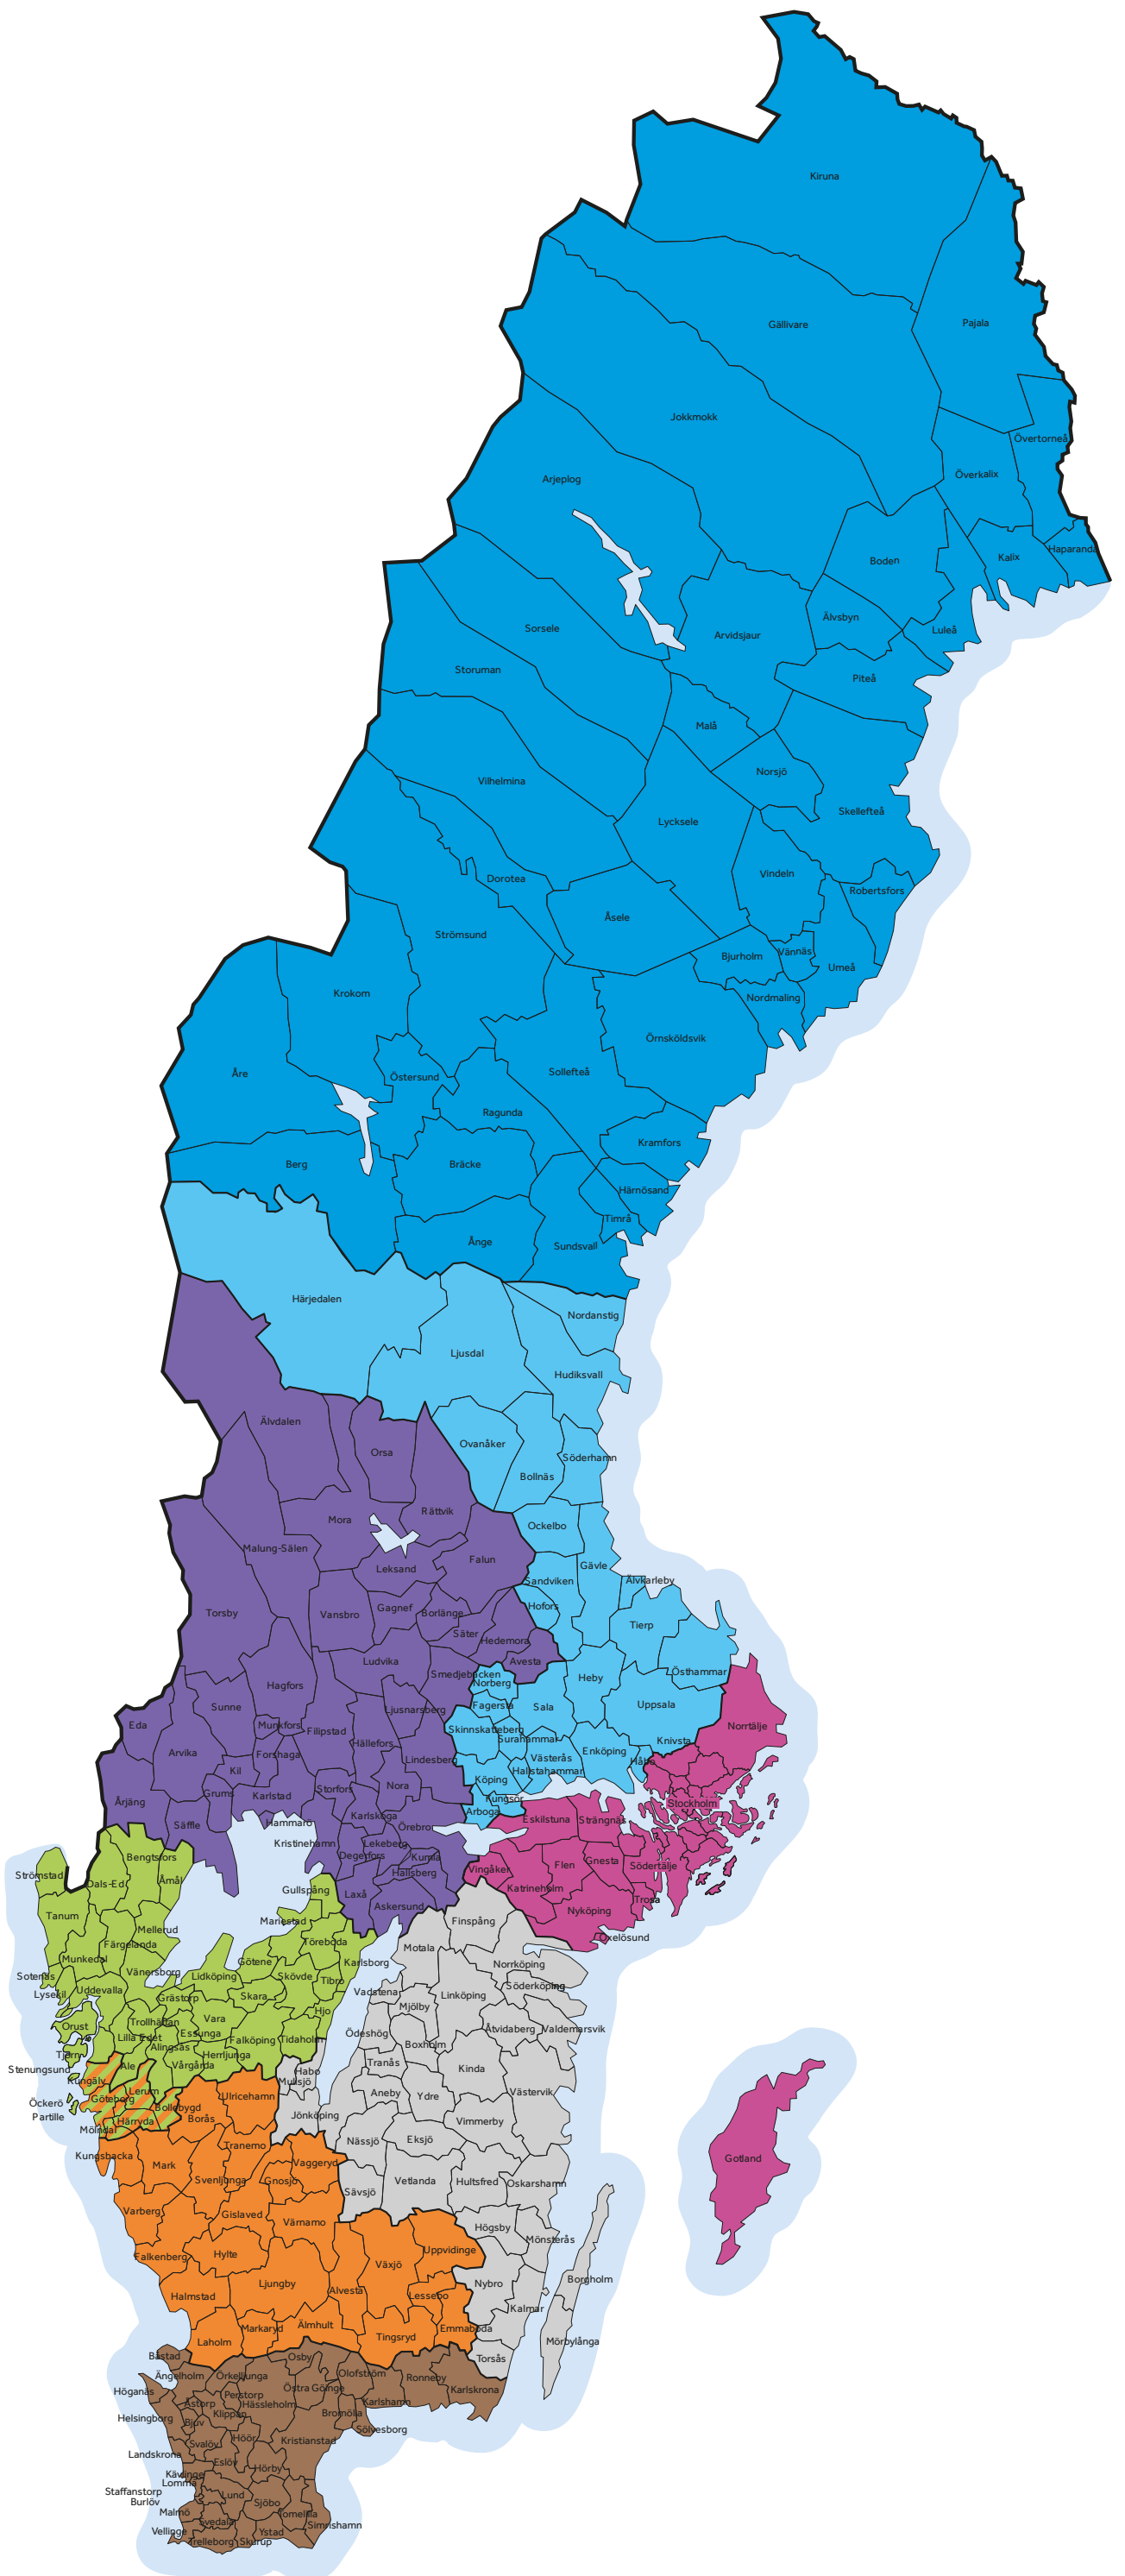 Kiruna
Gällivare
Pajala
Jokkmokk
Övertorneå
Överkalix
Arjeplog
Haparanda
Kalix
Boden
Älvsbyn
Sorsele
Luleå
Arvidsjaur
Storuman
Piteå
Malå
Norsjö
Vilhelmina
Skellefteå
Lycksele
Vindeln
Dorotea
Robertsfors
Åsele
Strömsund
Vännäs
Bjurholm
Umeå
Krokom
Nordmaling
Örnsköldsvik
Sollefteå
Åre
Östersund
Ragunda
Kramfors
Berg
Bräcke
Härnösand
Timrå
Ånge
Sundsvall
Härjedalen
Nordanstig
Ljusdal
Hudiksvall
Älvdalen
Ovanåker
Orsa
Söderhamn
Bollnäs
Rättvik
Mora
Ockelbo
Malung-Sälen
Falun
Gävle
Leksand
Sandviken
Älvkarleby
Hofors
Gagnef
Torsby
Vansbro
Borlänge
Tierp
Säter
Hedemora
Ludvika
Avesta
Östhammar
Smedjebacken
Heby
Norberg
Hagfors
Uppsala
Fagersta
Sunne
Sala
Ljusnarsberg
Eda
Munkfors
Norrtälje
Filipstad
Skinnskatteberg
Surahammar
Knivsta
Hällefors
Arvika
Enköping
Forshaga
Västerås
Lindesberg
Håbo
Kil
Hallstahammar
Köping
Nora
Storfors
Grums
Karlstad
Kungsör
Årjäng
Stockholm
Arboga
Karlskoga
Eskilstuna
Strängnäs
Hammarö
Säffle
Örebro
Kristinehamn
Lekeberg
Degerfors
Kumla
Bengtsfors
Gnesta
Flen
Södertälje
Vingåker
Hallsberg
Strömstad
Åmål
Dals-Ed
Katrineholm
Gullspång
Laxå
Trosa
Askersund
Nyköping
Tanum
Mariestad
Finspång
Mellerud
Oxelösund
Töreboda
Färgelanda
Motala
Munkedal
Götene
Karlsborg
Norrköping
Vänersborg
Sotenäs
Lidköping
Skövde
Tibro
Söderköping
Uddevalla
Vadstena
Lysekil
Grästorp
Skara
Linköping
Mjölby
Hjo
Vara
Trollhättan
Orust
Åtvidaberg
Valdemarsvik
Essunga
Ödeshög
Lilla Edet
Falköping
Tidaholm
Boxholm
Alingsås
Tjörn
Herrljunga
Tranås
Vårgårda
Ale
Kinda
Stenungsund
Habo
Kungälv
Mullsjö
Lerum
Aneby
Ydre
Västervik
Ulricehamn
Göteborg
Öckerö
Bollebygd
Partille
Borås
Jönköping
Härryda
Vimmerby
Mölndal
Eksjö
Nässjö
Tranemo
Kungsbacka
Gotland
Vaggeryd
Mark
Svenljunga
Gnosjö
Vetlanda
Hultsfred
Oskarshamn
Sävsjö
Varberg
Gislaved
Värnamo
Högsby
Mönsterås
Uppvidinge
Hylte
Falkenberg
Växjö
Borgholm
Ljungby
Nybro
Alvesta
Halmstad
Lessebo
Kalmar
Älmhult
Markaryd
Emmaboda
Tingsryd
Laholm
Mörbylånga
Båstad
Osby
Torsås
Olofström
Ängelholm
Örkelljunga
Ronneby
Östra Göinge
Karlskrona
Höganäs
Perstorp
Åstorp
Hässleholm
Karlshamn
Klippan
Bromölla
Helsingborg
Bjuv
Sölvesborg
Höör
Kristianstad
Svalöv
Landskrona
Eslöv
Hörby
Kävlinge
Lomma
Staffanstorp
Lund
Burlöv
Sjöbo
Malmö
Tomelilla
Svedala
Simrishamn
Vellinge
Ystad
Trelleborg
Skurup